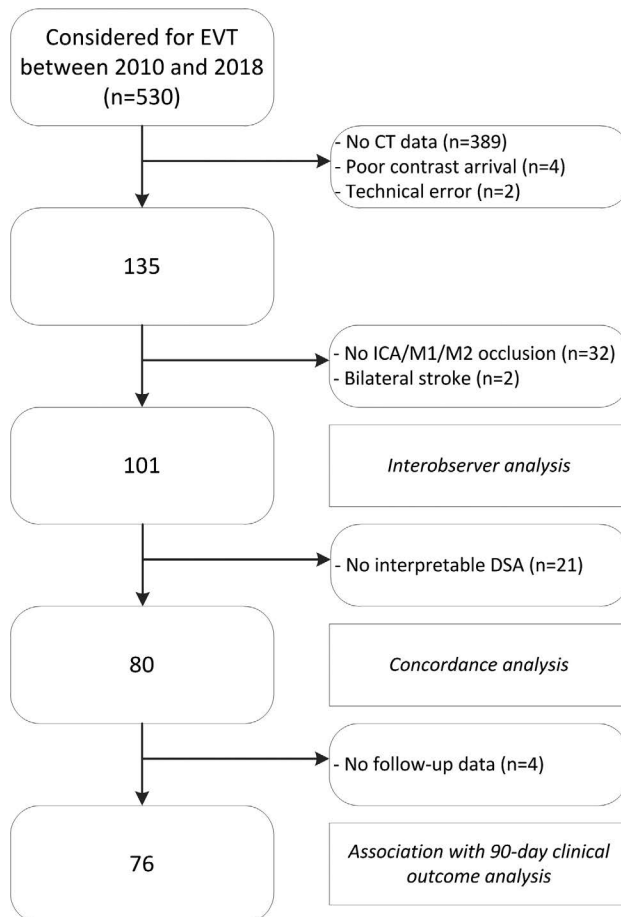 Considered for EVT
between 2010 and 2018
(n=530)
- No CT data (n=389)
- Poor contrast arrival (n=4)
- Technical error (n=2)
135
- No ICA/M1/M2 occlusion (n=32)
- Bilateral stroke (n=2)
101
Interobserver analysis
- No interpretable DSA (n=21)
80
Concordance analysis
- No follow-up data (n=4)
76
Association with 90-day clinical
outcome analysis